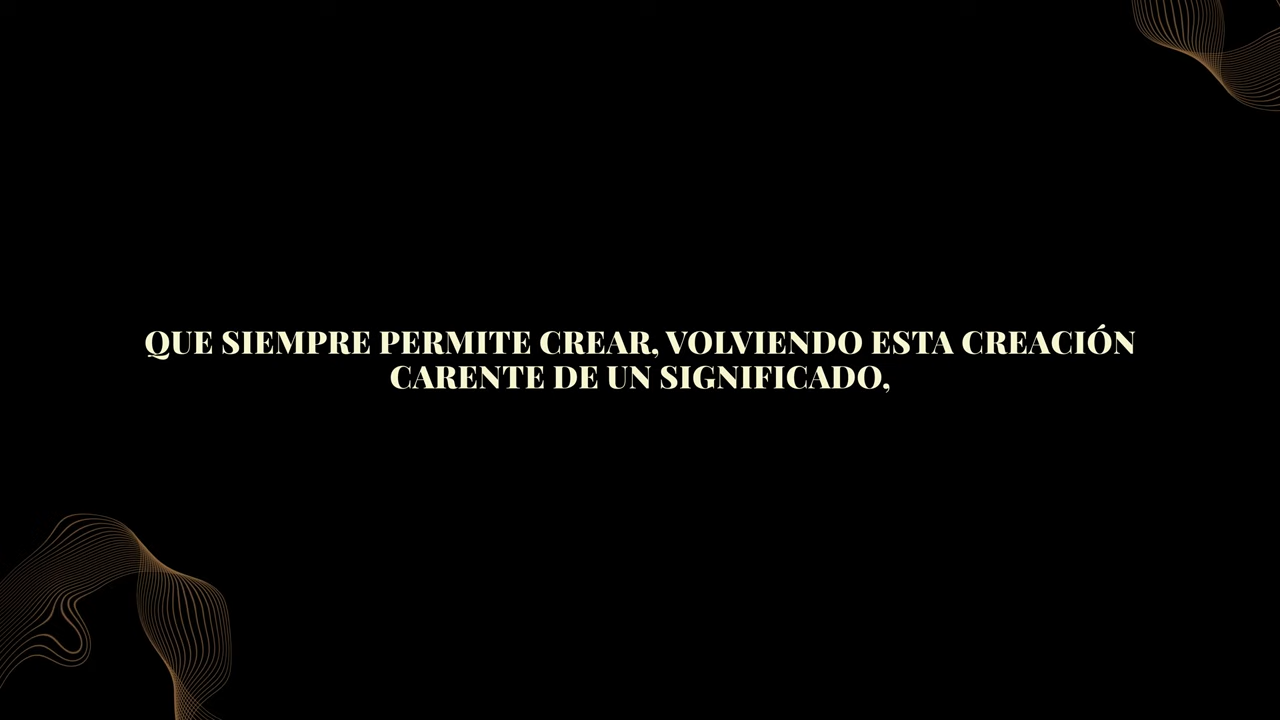 QUE SIEMPRE PERMITE CREAR, VOLVIENDO ESTA CREACIÓN
CARENTE DE UN SIGNIFICADO,